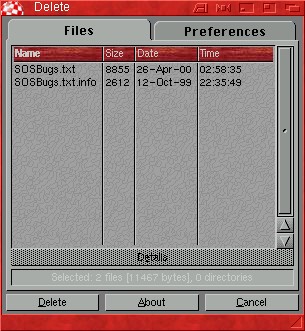 Delete
Files Preferences
Name Size Date Time
SOSBugs.txt 8855 26-Apr-00 02:58:35
SOSBugs.txt.info 2612 12-Oct-99 22:35:49
Details
Selected: 2 files [11467 bytes], 0 directories
Delete About Cancel